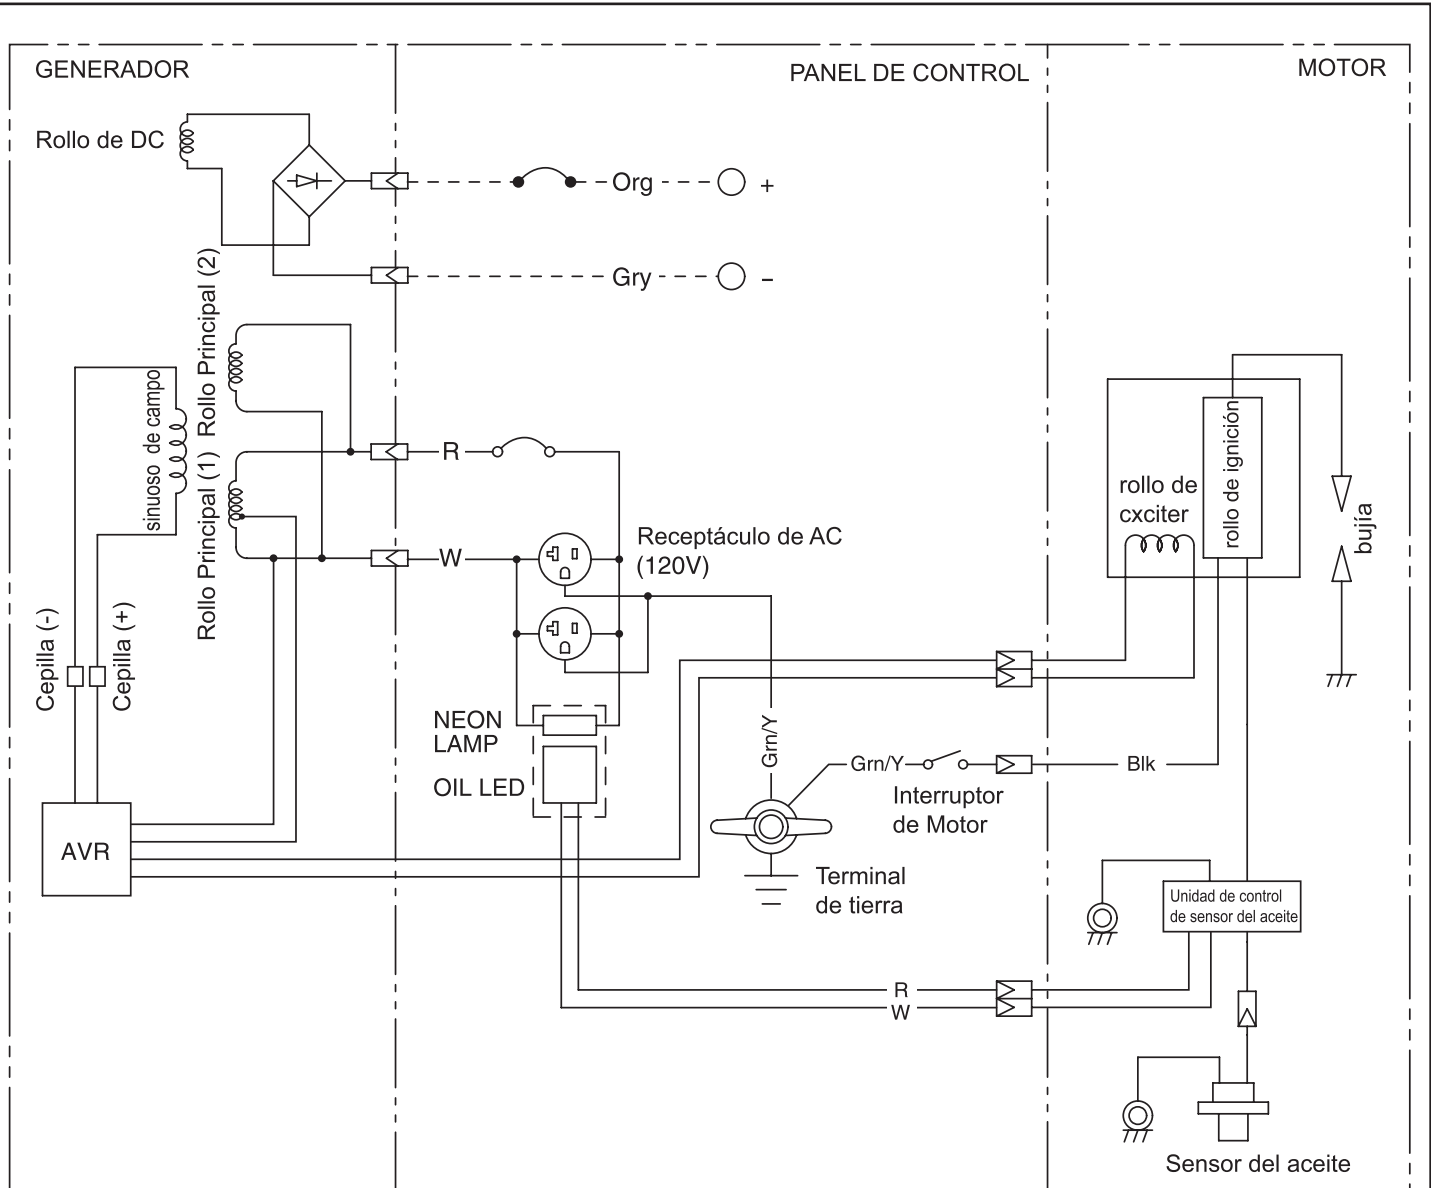 GENERADOR
PANEL DE CONTROL
MOTOR
Rollo de DC
Org
+
Gry
–
Rollo Principal (2)
Rollo Principal (1)
sinuoso de campo
R
W
Receptáculo de AC
(120V)
Cepilla (-)
Cepilla (+)
rollo de
cxciter
rollo de ignición
bujía
NEON
LAMP
OIL LED
Grn/Y
Grn/Y
Blk
Interruptor
de Motor
AVR
Terminal
de tierra
Unidad de control
de sensor del aceite
R
W
Sensor del aceite